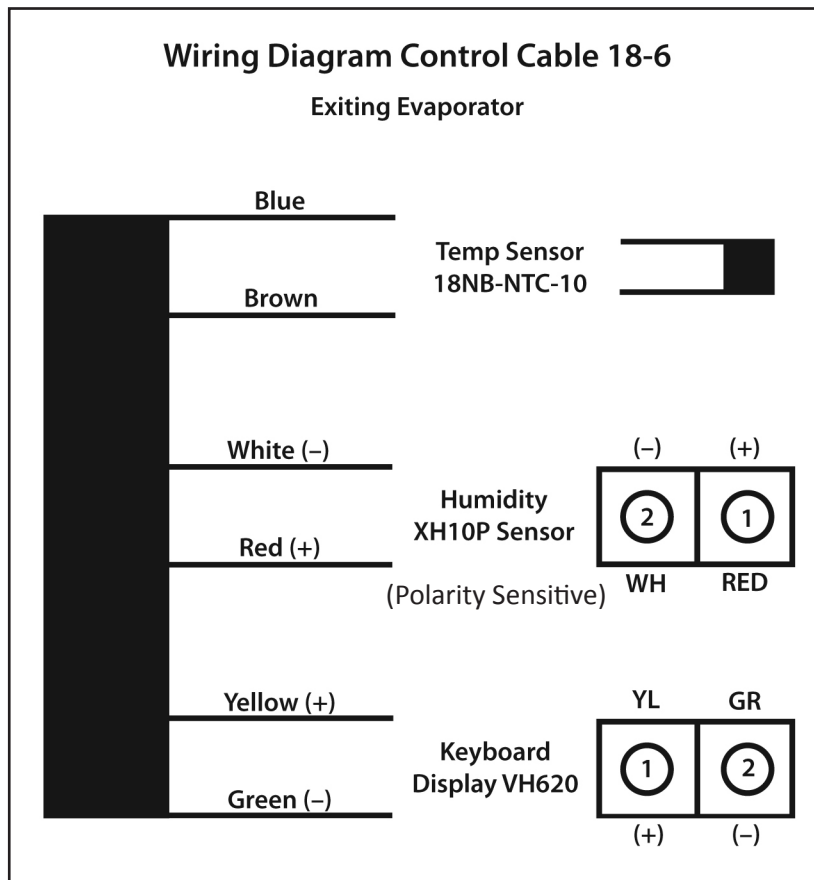 Wiring Diagram Control Cable 18-6
Exiting Evaporator
Blue
Brown
Temp Sensor
18NB-NTC-10
White (–)
Red (+)
Humidity
XH10P Sensor
(Polarity Sensitive)
(–) (+)
2 1
WH RED
Yellow (+)
Green (–)
Keyboard
Display VH620
YL GR
1 2
(+) (–)